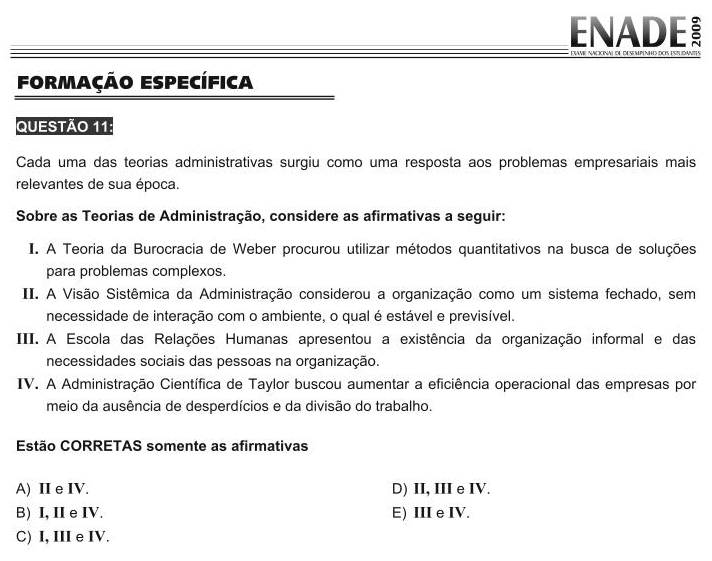 ENADE 2009
EXAME NACIONAL DE DESEMPENHO DOS ESTUDANTES
FORMAÇÃO ESPECÍFICA
QUESTÃO 11:
Cada uma das teorias administrativas surgiu como uma resposta aos problemas empresariais mais
relevantes de sua época.
Sobre as Teorias de Administração, considere as afirmativas a seguir:
I. A Teoria da Burocracia de Weber procurou utilizar métodos quantitativos na busca de soluções
para problemas complexos.
II. A Visão Sistêmica da Administração considerou a organização como um sistema fechado, sem
necessidade de interação com o ambiente, o qual é estável e previsível.
III. A Escola das Relações Humanas apresentou a existência da organização informal e das
necessidades sociais das pessoas na organização.
IV. A Administração Científica de Taylor buscou aumentar a eficiência operacional das empresas por
meio da ausência de desperdícios e da divisão do trabalho.
Estão CORRETAS somente as afirmativas
A) II e IV.
B) I, II e IV.
C) I, III e IV.
D) II, III e IV.
E) III e IV.